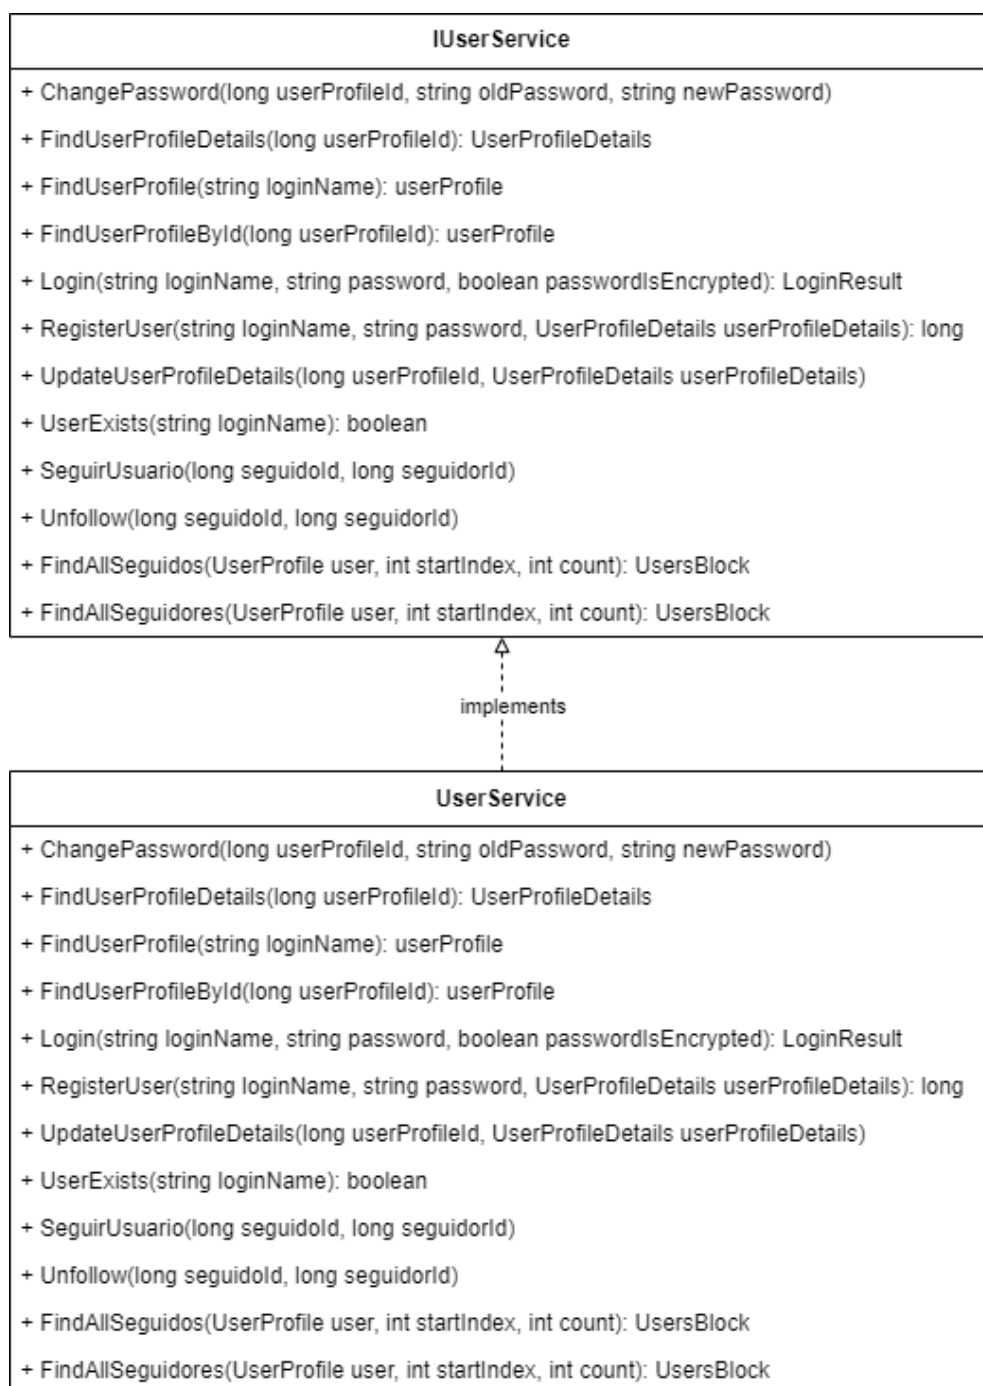 IUserService
+ ChangePassword(long userProfileId, string oldPassword, string newPassword)
+ FindUserProfileDetails(long userProfileId): UserProfileDetails
+ FindUserProfile(string loginName): userProfile
+ FindUserProfileById(long userProfileId): userProfile
+ Login(string loginName, string password, boolean passwordIsEncrypted): LoginResult
+ RegisterUser(string loginName, string password, UserProfileDetails userProfileDetails): long
+ UpdateUserProfileDetails(long userProfileId, UserProfileDetails userProfileDetails)
+ UserExists(string loginName): boolean
+ SeguirUsuario(long seguidoId, long seguidorId)
+ Unfollow(long seguidoId, long seguidorId)
+ FindAllSeguidos(UserProfile user, int startIndex, int count): UsersBlock
+ FindAllSeguidores(UserProfile user, int startIndex, int count): UsersBlock
implements
UserService
+ ChangePassword(long userProfileId, string oldPassword, string newPassword)
+ FindUserProfileDetails(long userProfileId): UserProfileDetails
+ FindUserProfile(string loginName): userProfile
+ FindUserProfileById(long userProfileId): userProfile
+ Login(string loginName, string password, boolean passwordIsEncrypted): LoginResult
+ RegisterUser(string loginName, string password, UserProfileDetails userProfileDetails): long
+ UpdateUserProfileDetails(long userProfileId, UserProfileDetails userProfileDetails)
+ UserExists(string loginName): boolean
+ SeguirUsuario(long seguidoId, long seguidorId)
+ Unfollow(long seguidoId, long seguidorId)
+ FindAllSeguidos(UserProfile user, int startIndex, int count): UsersBlock
+ FindAllSeguidores(UserProfile user, int startIndex, int count): UsersBlock